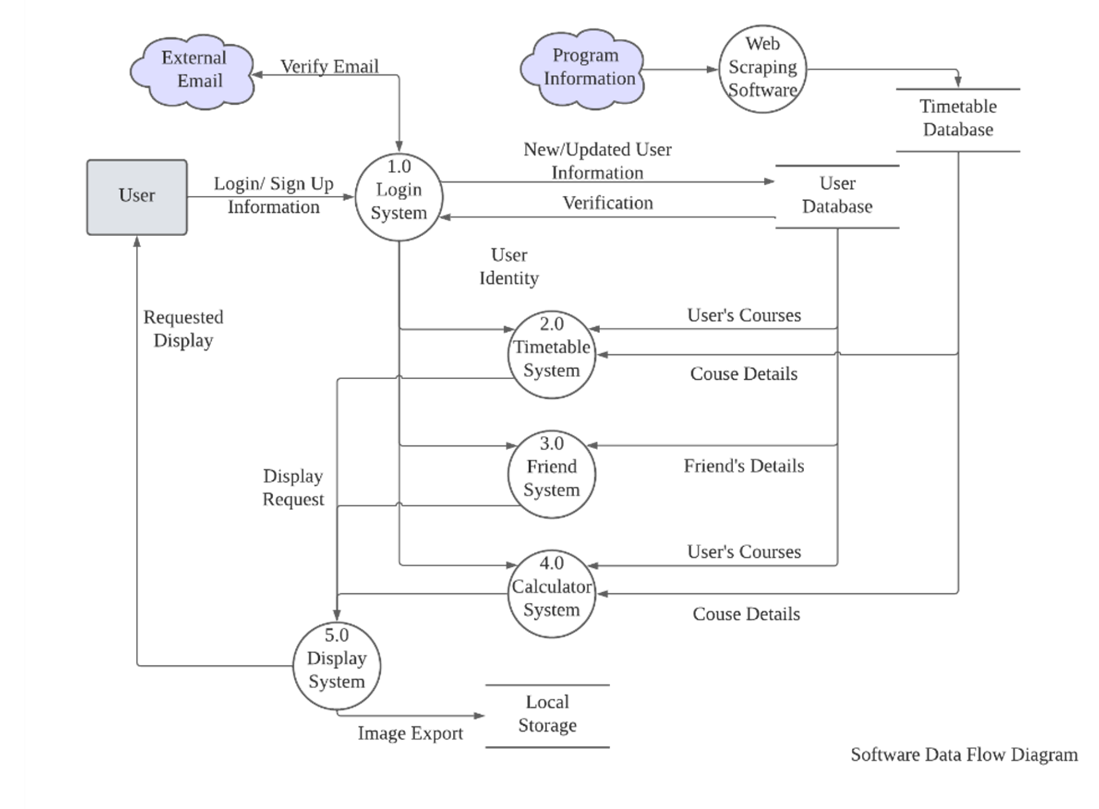 External
Email
Verify Email
Program
Information
Web
Scraping
Software
Timetable
Database
User
Login/ Sign Up
Information
1.0
Login
System
New/Updated User
Information
Verification
User
Database
User
Identity
Requested
Display
2.0
Timetable
System
User's Courses
Couse Details
3.0
Friend
System
Friend's Details
Display
Request
4.0
Calculator
System
User's Courses
Couse Details
5.0
Display
System
Image Export
Local
Storage
Software Data Flow Diagram